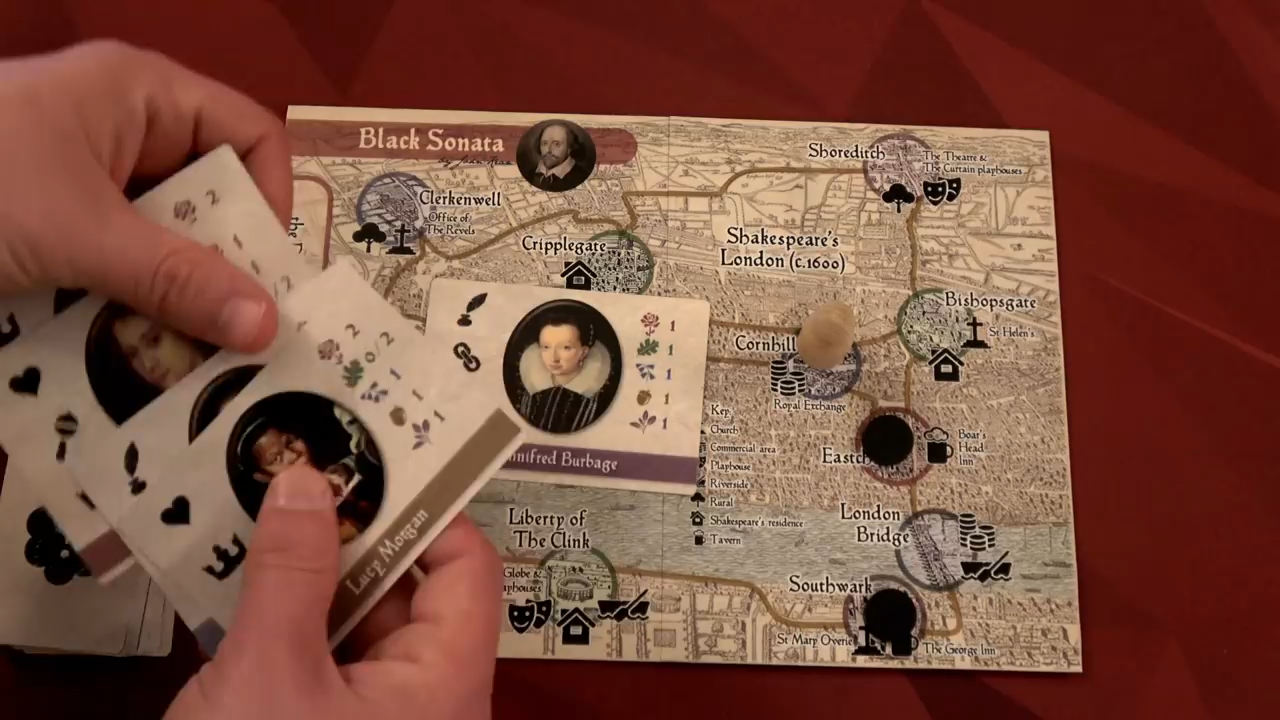 Black Sonata
Shoreditch
The Theatre &
The Curtain playhouses
Clerkenwell
Office of
The Revels
Cripplegate
Shakespeare's
London (c.1600)
Bishopsgate
St Helen's
Cornhill
Royal Exchange
Boar's
Head
Inn
2
2
0/2
1
1
1
1
1
1
1
1
Burbage
Lucy Morgan
Key
Church
Commercial area
Playhouse
Riverside
Rural
Shakespeare's residence
Tavern
Liberty of
The Clink
Globe &
London
Bridge
Southwark
St Mary Overie
The George Inn